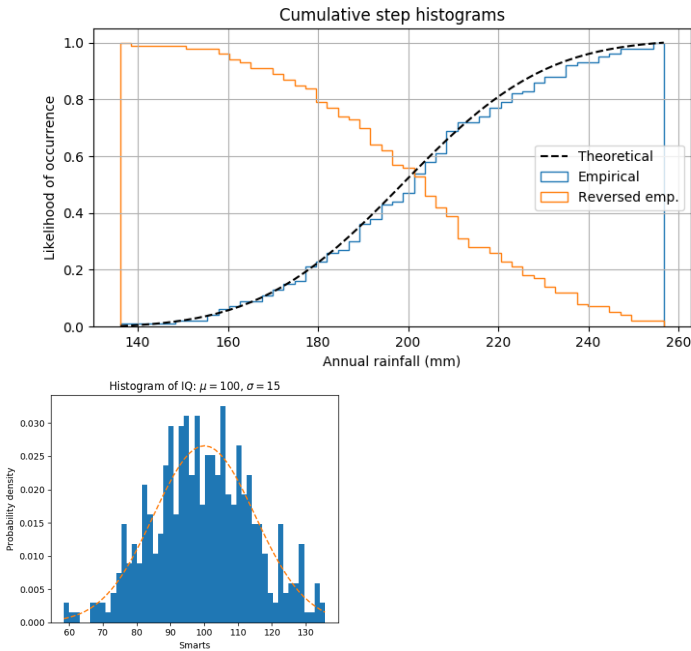 Cumulative step histograms
Likelihood of occurrence
1.0
0.8
0.6
0.4
0.2
0.0
Theoretical
Empirical
Reversed emp.
140 160 180 200 220 240 260
Annual rainfall (mm)
Histogram of IQ: μ = 100, σ = 15
Probability density
0.030
0.025
0.020
0.015
0.010
0.005
0.000
60 70 80 90 100 110 120 130
Smarts